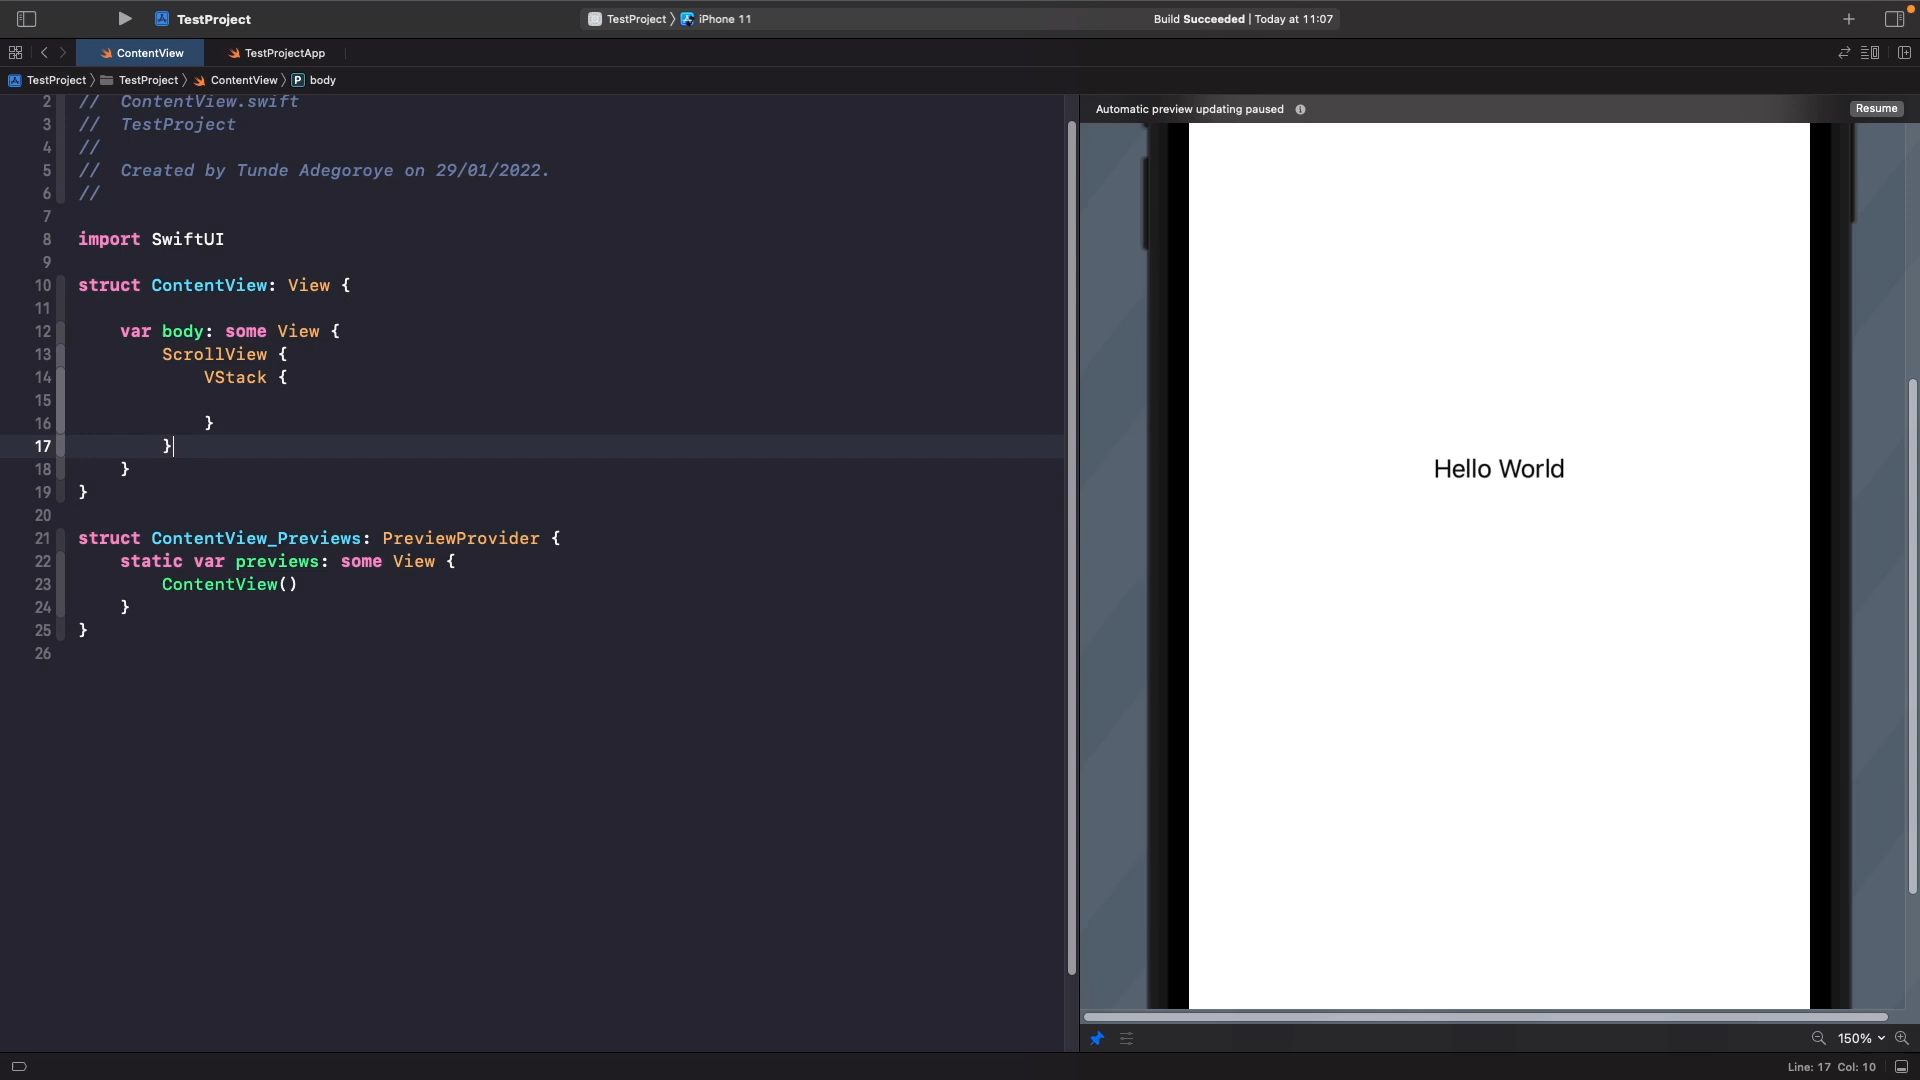 TestProject
TestProject
iPhone 11
Build Succeeded | Today at 11:07
ContentView
TestProjectApp
TestProject
TestProject
ContentView
P body
2 //  ContentView.swift
3 //  TestProject
4 //
5 //  Created by Tunde Adegoroye on 29/01/2022.
6 //
7
8 import SwiftUI
9
10 struct ContentView: View {
11
12     var body: some View {
13         ScrollView {
14             VStack {
15
16             }
17         }
18     }
19 }
20
21 struct ContentView_Previews: PreviewProvider {
22     static var previews: some View {
23         ContentView()
24     }
25 }
26
Automatic preview updating paused
Resume
Hello World
150%
Line: 17 Col: 10